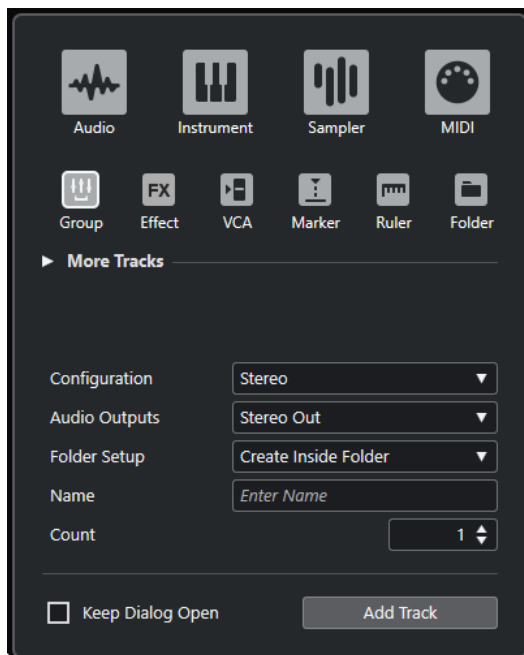 Audio Instrument Sampler MIDI
FX
Group Effect VCA Marker Ruler Folder
More Tracks
Configuration Stereo
Audio Outputs Stereo Out
Folder Setup Create Inside Folder
Name Enter Name
Count 1
Keep Dialog Open Add Track